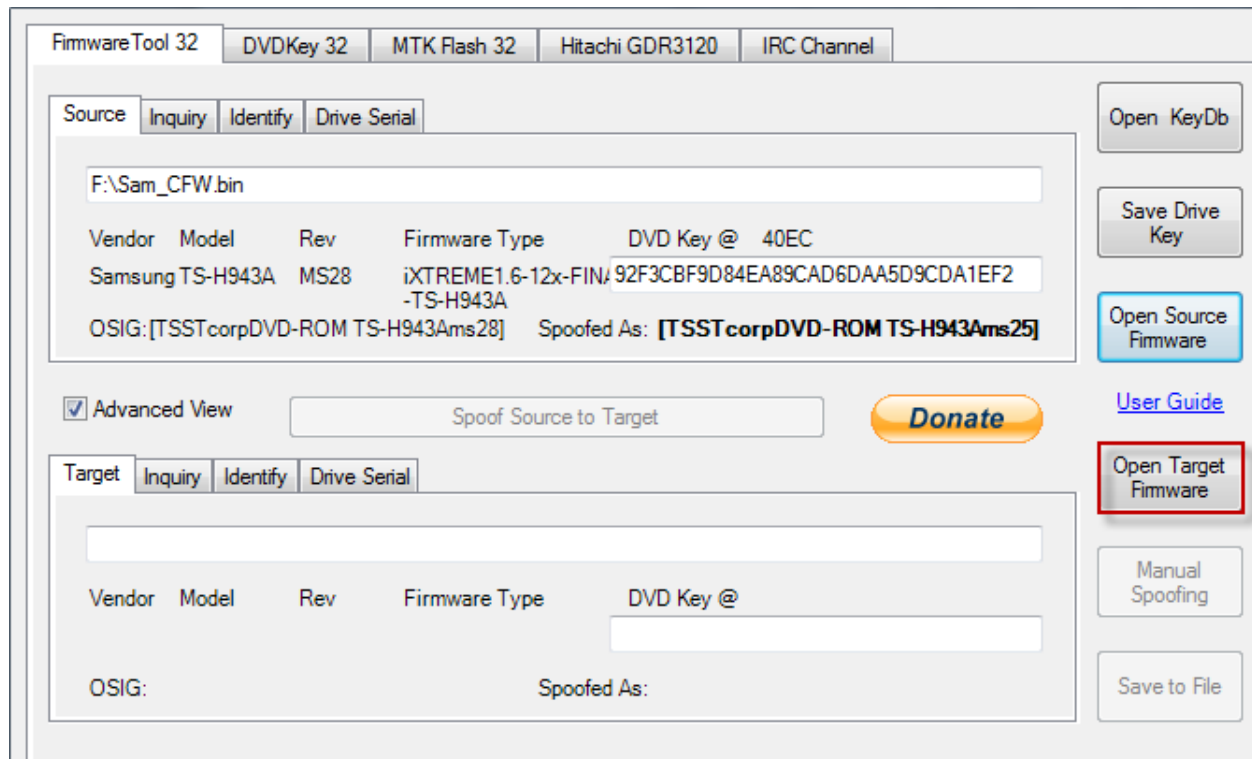 FirmwareTool 32 DVDKey 32 MTK Flash 32 Hitachi GDR3120 IRC Channel
Source Inquiry Identify Drive Serial
Open KeyDb
F:\Sam_CFW.bin
Save Drive
Key
Vendor Model Rev Firmware Type DVD Key @ 40EC
Samsung TS-H943A MS28 iXTREME1.6-12x-FINA 92F3CBF9D84EA89CAD6DAA5D9CDA1EF2
-TS-H943A
OSIG: [TSSTcorpDVD-ROM TS-H943Ams28] Spoofed As: [TSSTcorpDVD-ROM TS-H943Ams25]
Open Source
Firmware
Advanced View Spoof Source to Target Donate
User Guide
Target Inquiry Identify Drive Serial
Open Target
Firmware
Vendor Model Rev Firmware Type DVD Key @
Manual
Spoofing
OSIG: Spoofed As:
Save to File